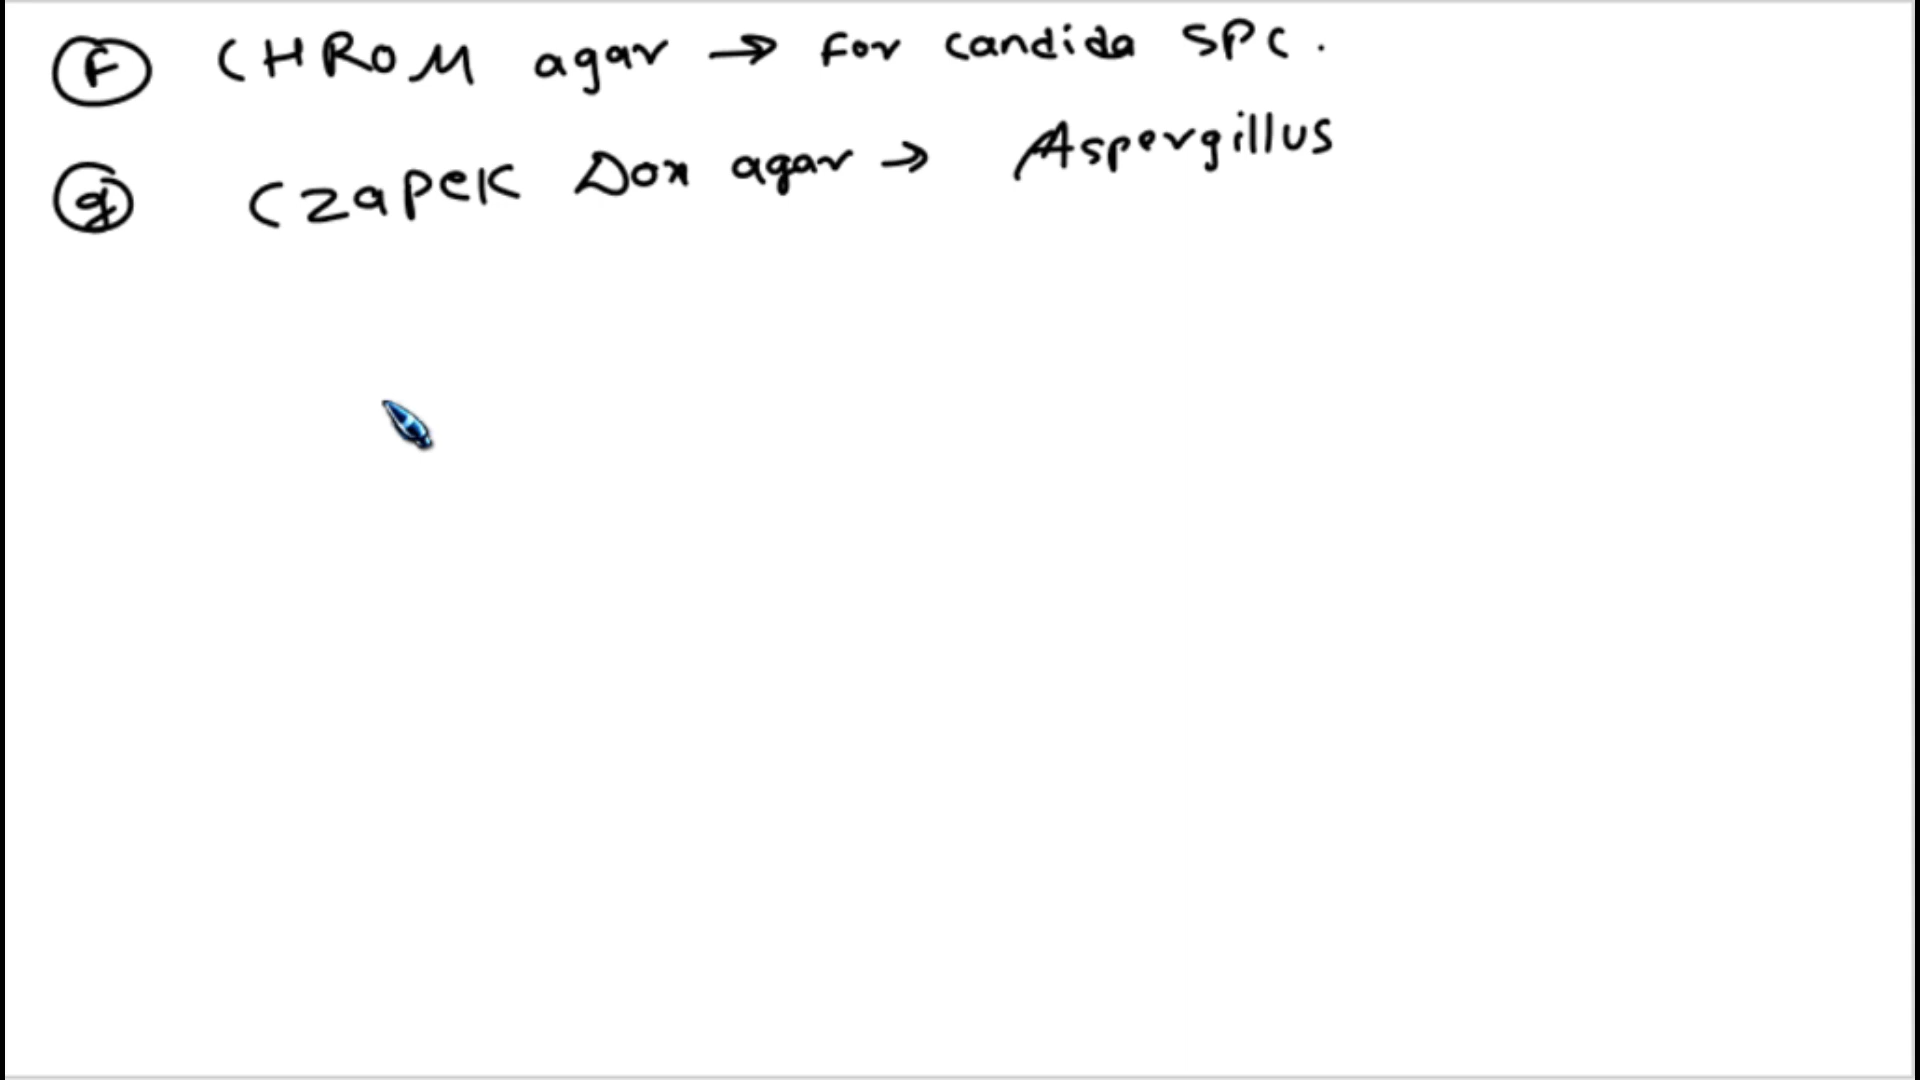 (F) CHROM agar → For candida SPC.
(g) Czapek Dox agar → Aspergillus